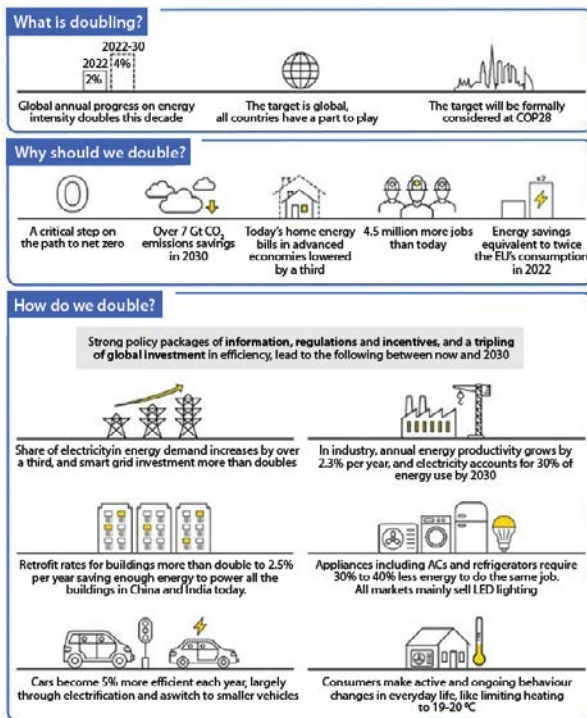 What is doubling?
2022-30
2022
4%
2%
Global annual progress on energy
intensity doubles this decade
The target is global,
all countries have a part to play
The target will be formally
considered at COP28
Why should we double?
0
x2
A critical step on
the path to net zero
Over 7 Gt CO2
emissions savings
in 2030
Today's home energy
bills in advanced
economies lowered
by a third
4.5 million more jobs
than today
Energy savings
equivalent to twice
the EU's consumption
in 2022
How do we double?
Strong policy packages of information, regulations and incentives, and a tripling
of global investment in efficiency, lead to the following between now and 2030
Share of electricityin energy demand increases by over
a third, and smart grid investment more than doubles
In industry, annual energy productivity grows by
2.3% per year, and electricity accounts for 30% of
energy use by 2030
Retrofit rates for buildings more than double to 2.5%
per year saving enough energy to power all the
buildings in China and India today.
Appliances including ACs and refrigerators require
30% to 40% less energy to do the same job.
All markets mainly sell LED lighting
Cars become 5% more efficient each year, largely
through electrification and aswitch to smaller vehicles
Consumers make active and ongoing behaviour
changes in everyday life, like limiting heating
to 19-20 °C